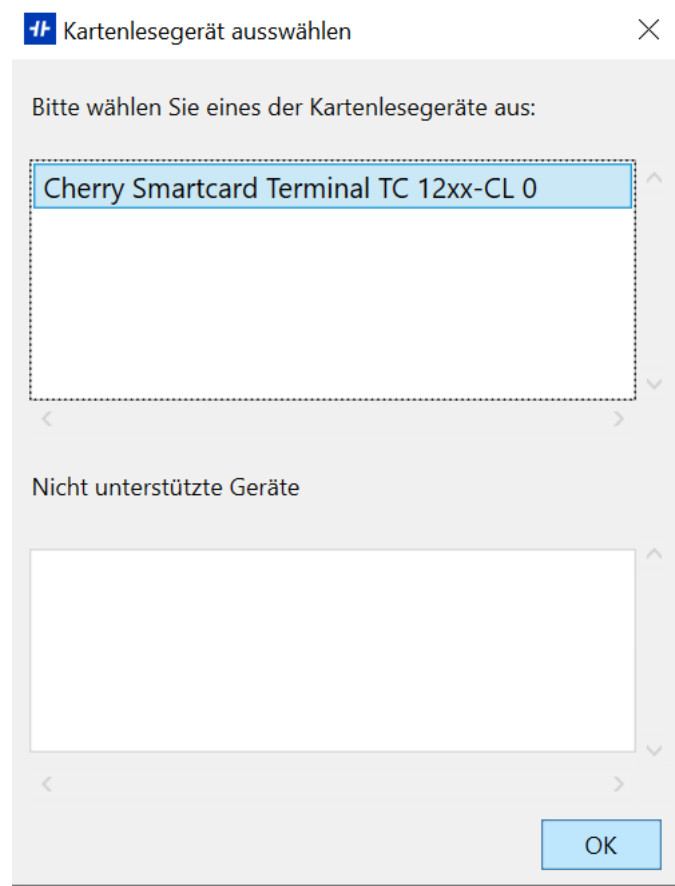 Kartenlesegerät ausswählen
Bitte wählen Sie eines der Kartenlesegeräte aus:
Cherry Smartcard Terminal TC 12xx-CL 0
Nicht unterstützte Geräte
OK